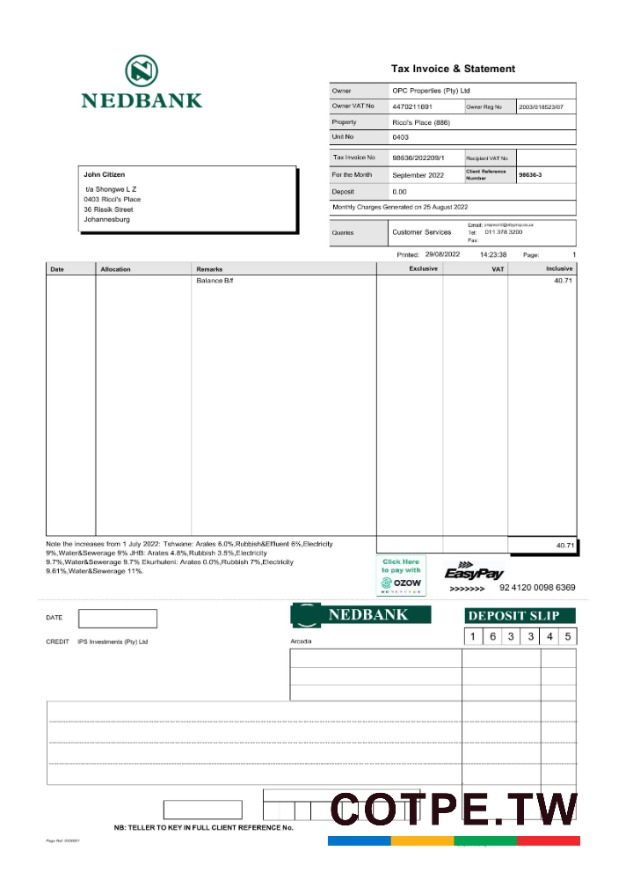 NEDBANK
Tax Invoice & Statement
Owner OPC Properties (Pty) Ltd
Owner VAT No 4470211691 Owner Reg No 2003/018523/07
Property Ricci's Place (886)
Unit No 0403
Tax Invoice No 98636/202209/1 Recipient VAT No
For the Month September 2022 Client Reference Number 98636-3
Deposit 0.00
Monthly Charges Generated on 25 August 2022
Queries Customer Services Email:
Tel: 011 378 3200
Fax:
John Citizen
t/a Shongwe L Z
0403 Ricci's Place
36 Rissik Street
Johannesburg
Printed: 29/08/2022 14:23:38 Page: 1
Date Allocation Remarks Exclusive VAT Inclusive
Balance B/f 40.71
Note the increases from 1 July 2022: Tshwane: Arates 6.0%,Rubbish&Effluent 6%,Electricity
9%,Water&Sewerage 9% JHB: Arates 4.8%,Rubbish 3.5%,Electricity
9.7%,Water&Sewerage 9.7% Ekurhuleni: Arates 0.0%,Rubbish 7%,Electricity
9.61%,Water&Sewerage 11%.
40.71
Click Here
to pay with
OZOW
EasyPay
>>>>>>> 92 4120 0098 6369
DATE
NEDBANK
DEPOSIT SLIP
CREDIT IPS Investments (Pty) Ltd
Arcadia
1 6 3 3 4 5
COTPE.TW
NB: TELLER TO KEY IN FULL CLIENT REFERENCE No.